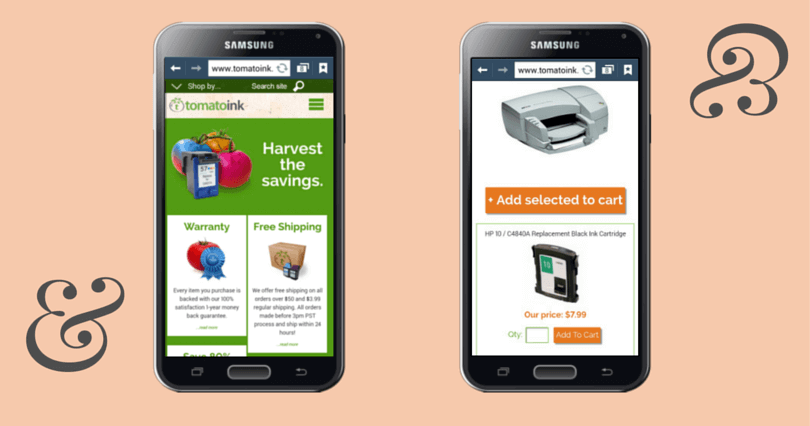 SAMSUNG
www.tomatoink.
Shop by...
Search site
tomatoink
Harvest
the
savings.
Warranty
Every item you purchase is
backed with our 100%
satisfaction 1-year money
back guarantee.
...read more
Free Shipping
We offer free shipping on all
orders over $50 and $3.99
regular shipping. All orders
made before 3pm PST
process and ship within 24
hours!
...read more
Save 80%
SAMSUNG
www.tomatoink.
+ Add selected to cart
HP 10 / C4840A Replacement Black Ink Cartridge
10
Our price: $7.99
Qty:
Add To Cart
&
&